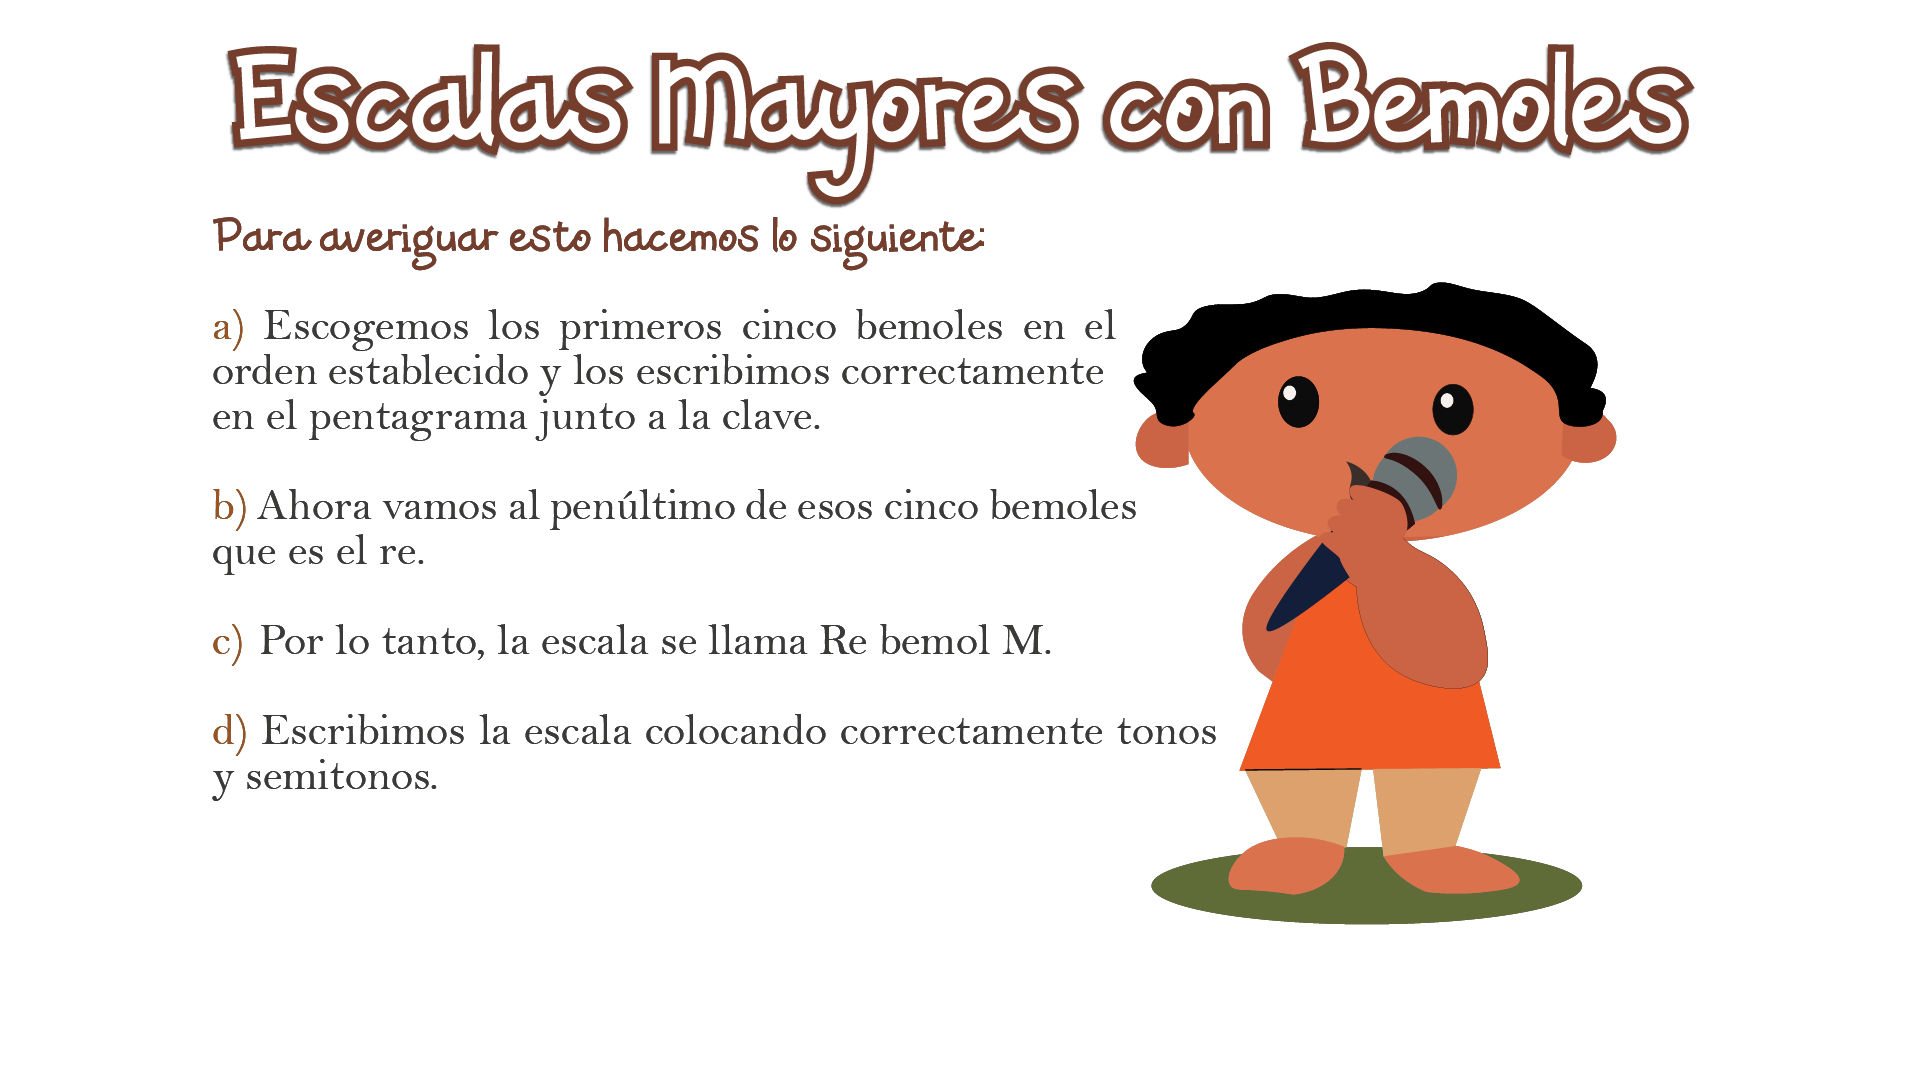 Escalas Mayores con Bemoles
Para averiguar esto hacemos lo siguiente:
a) Escogemos los primeros cinco bemoles en el
orden establecido y los escribimos correctamente
en el pentagrama junto a la clave.
b) Ahora vamos al penúltimo de esos cinco bemoles
que es el re.
c) Por lo tanto, la escala se llama Re bemol M.
d) Escribimos la escala colocando correctamente tonos
y semitonos.